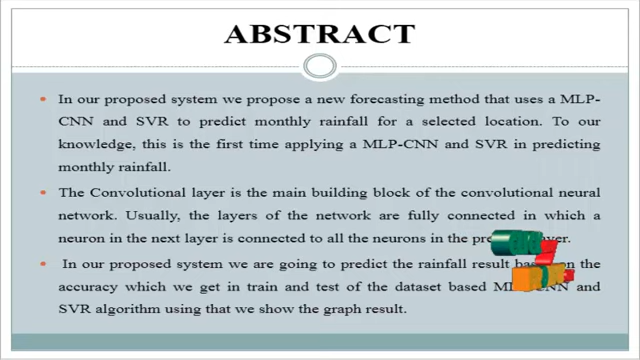 ABSTRACT
• In our proposed system we propose a new forecasting method that uses a MLP-
CNN and SVR to predict monthly rainfall for a selected location. To our
knowledge, this is the first time applying a MLP-CNN and SVR in predicting
monthly rainfall.
• The Convolutional layer is the main building block of the convolutional neural
network. Usually, the layers of the network are fully connected in which a
neuron in the next layer is connected to all the neurons in the
• In our proposed system we are going to predict the rainfall result on the
accuracy which we get in train and test of the dataset based and
SVR algorithm using that we show the graph result.